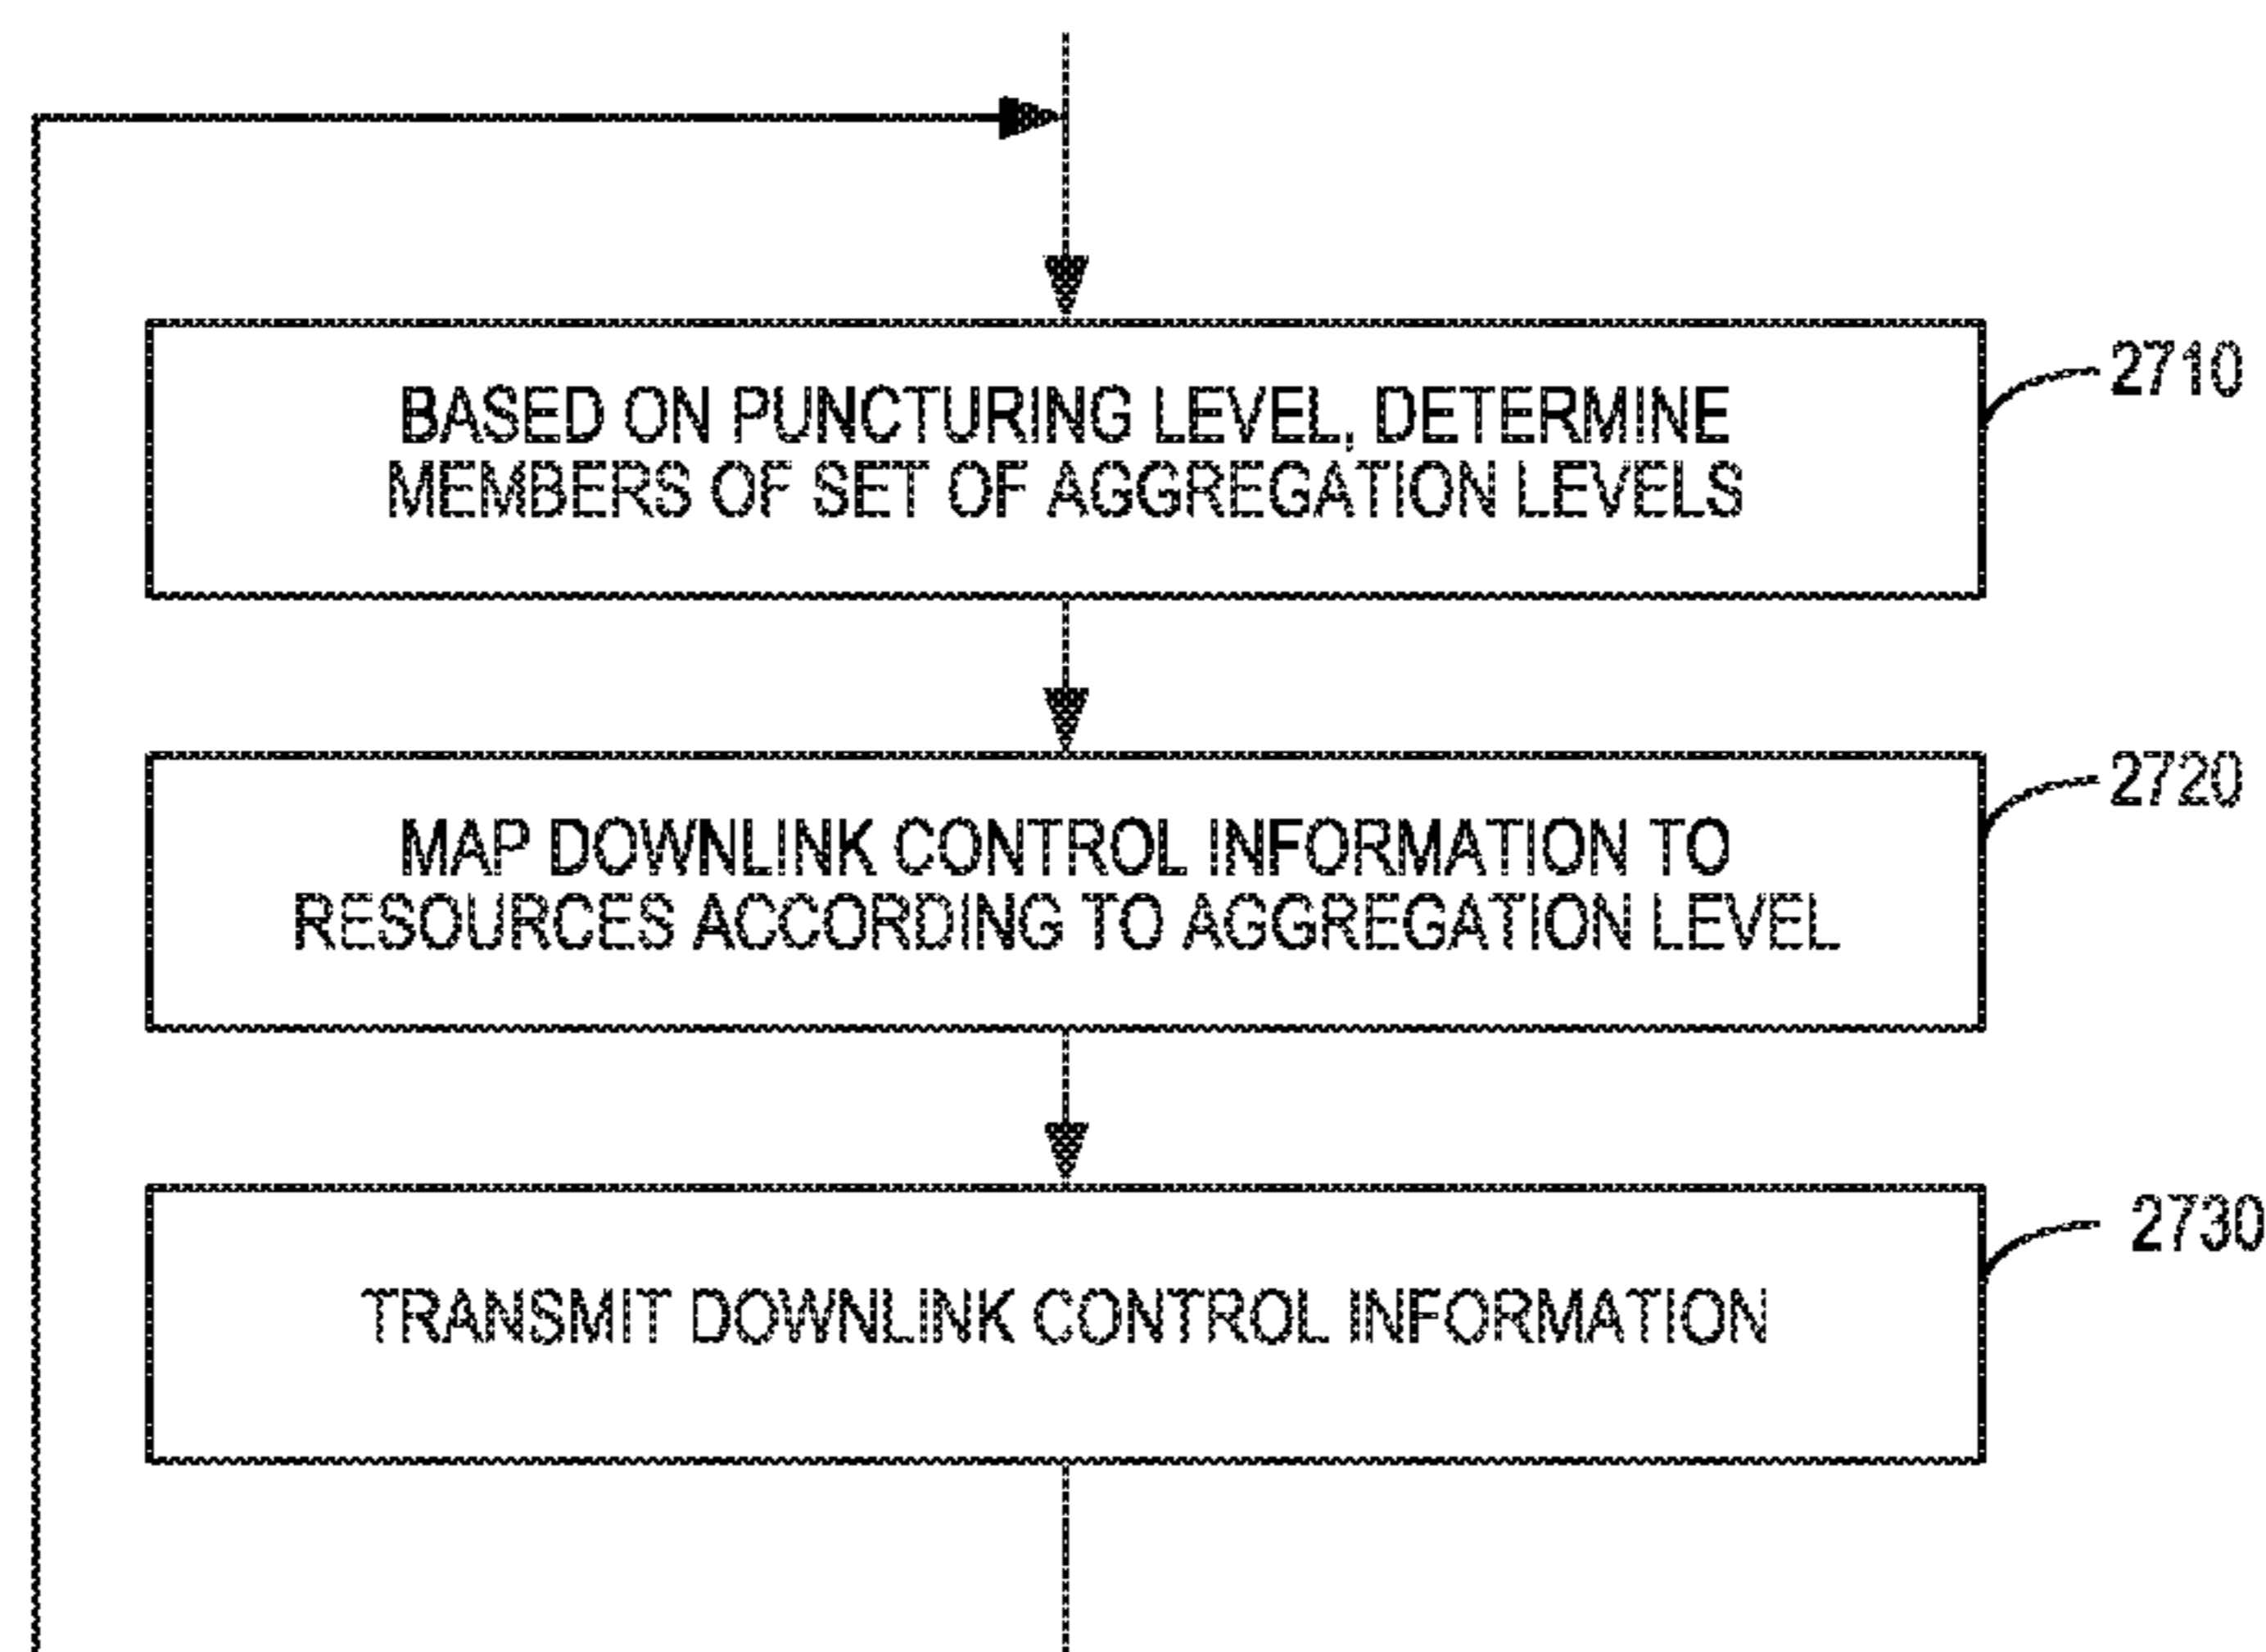 BASED ON PUNCTURING LEVEL, DETERMINE
MEMBERS OF SET OF AGGREGATION LEVELS
2710
MAP DOWNLINK CONTROL INFORMATION TO
RESOURCES ACCORDING TO AGGREGATION LEVEL
2720
TRANSMIT DOWNLINK CONTROL INFORMATION
2730